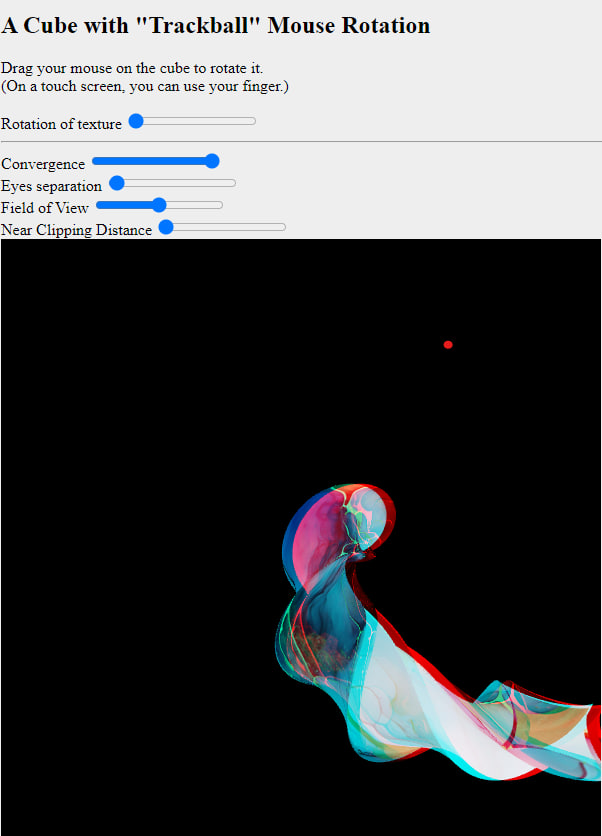 A Cube with "Trackball" Mouse Rotation
Drag your mouse on the cube to rotate it.
(On a touch screen, you can use your finger.)
Rotation of texture
Convergence
Eyes separation
Field of View
Near Clipping Distance